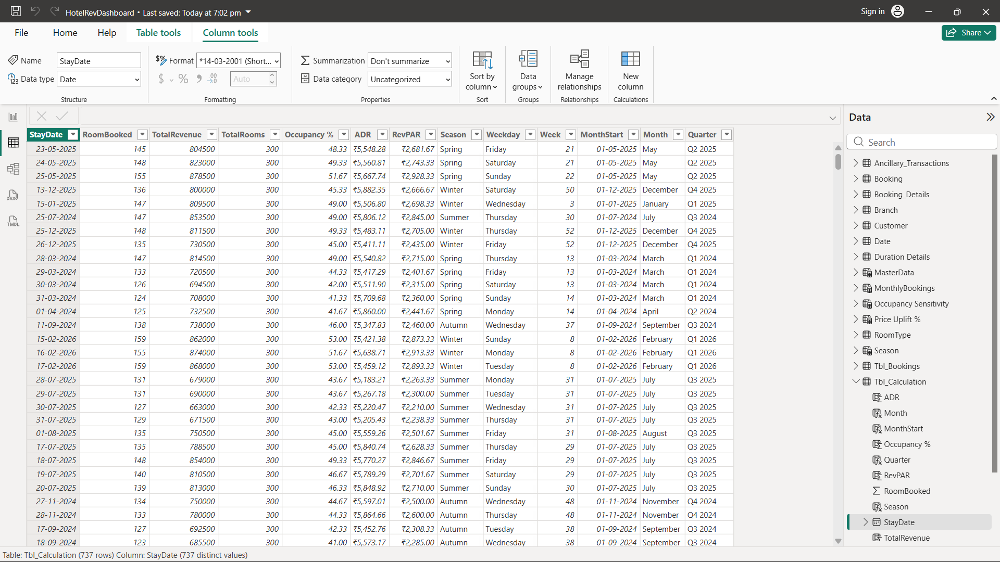 HotelRevDashboard • Last saved: Today at 7:02 pm
Sign in
File Home Help Table tools Column tools
Share
Name StayDate
Data type Date
Structure
Format *14-03-2001 (Short...
$ % 9 .00 Auto
Formatting
Summarization Don't summarize
Data category Uncategorized
Properties
Sort by column
Sort
Data groups
Groups
Manage relationships
Relationships
New column
Calculations
DAX
TMDL
StayDate RoomBooked TotalRevenue TotalRooms Occupancy % ADR RevPAR Season Weekday Week MonthStart Month Quarter
23-05-2025 145 804500 300 48.33 ₹5,548.28 ₹2,681.67 Spring Friday 21 01-05-2025 May Q2 2025
24-05-2025 148 823000 300 49.33 ₹5,560.81 ₹2,743.33 Spring Saturday 21 01-05-2025 May Q2 2025
25-05-2025 155 878500 300 51.67 ₹5,667.74 ₹2,928.33 Spring Sunday 22 01-05-2025 May Q2 2025
13-12-2025 136 800000 300 45.33 ₹5,882.35 ₹2,666.67 Winter Saturday 50 01-12-2025 December Q4 2025
15-01-2025 147 809500 300 49.00 ₹5,506.80 ₹2,698.33 Winter Wednesday 3 01-01-2025 January Q1 2025
25-07-2024 147 853500 300 49.00 ₹5,806.12 ₹2,845.00 Summer Thursday 30 01-07-2024 July Q3 2024
25-12-2025 148 811500 300 49.33 ₹5,483.11 ₹2,705.00 Winter Thursday 52 01-12-2025 December Q4 2025
26-12-2025 135 730500 300 45.00 ₹5,411.11 ₹2,435.00 Winter Friday 52 01-12-2025 December Q4 2025
28-03-2024 147 814500 300 49.00 ₹5,540.82 ₹2,715.00 Spring Thursday 13 01-03-2024 March Q1 2024
29-03-2024 133 720500 300 44.33 ₹5,417.29 ₹2,401.67 Spring Friday 13 01-03-2024 March Q1 2024
30-03-2024 126 694500 300 42.00 ₹5,511.90 ₹2,315.00 Spring Saturday 13 01-03-2024 March Q1 2024
31-03-2024 124 708000 300 41.33 ₹5,709.68 ₹2,360.00 Spring Sunday 14 01-03-2024 March Q1 2024
01-04-2024 125 732500 300 41.67 ₹5,860.00 ₹2,441.67 Spring Monday 14 01-04-2024 April Q2 2024
11-09-2024 138 738000 300 46.00 ₹5,347.83 ₹2,460.00 Autumn Wednesday 37 01-09-2024 September Q3 2024
15-02-2026 159 862000 300 53.00 ₹5,421.38 ₹2,873.33 Winter Sunday 8 01-02-2026 February Q1 2026
16-02-2026 155 874000 300 51.67 ₹5,638.71 ₹2,913.33 Winter Monday 8 01-02-2026 February Q1 2026
17-02-2026 159 868000 300 53.00 ₹5,459.12 ₹2,893.33 Winter Tuesday 8 01-02-2026 February Q1 2026
28-07-2025 131 679000 300 43.67 ₹5,183.21 ₹2,263.33 Summer Monday 31 01-07-2025 July Q3 2025
29-07-2025 131 690000 300 43.67 ₹5,267.18 ₹2,300.00 Summer Tuesday 31 01-07-2025 July Q3 2025
30-07-2025 127 663000 300 42.33 ₹5,220.47 ₹2,210.00 Summer Wednesday 31 01-07-2025 July Q3 2025
31-07-2025 129 671500 300 43.00 ₹5,205.43 ₹2,238.33 Summer Thursday 31 01-07-2025 July Q3 2025
01-08-2025 135 750500 300 45.00 ₹5,559.26 ₹2,501.67 Summer Friday 31 01-08-2025 August Q3 2025
17-07-2025 135 788500 300 45.00 ₹5,840.74 ₹2,628.33 Summer Thursday 29 01-07-2025 July Q3 2025
18-07-2025 148 854000 300 49.33 ₹5,770.27 ₹2,846.67 Summer Friday 29 01-07-2025 July Q3 2025
19-07-2025 140 810500 300 46.67 ₹5,789.29 ₹2,701.67 Summer Saturday 29 01-07-2025 July Q3 2025
20-07-2025 139 813000 300 46.33 ₹5,848.92 ₹2,710.00 Summer Sunday 30 01-07-2025 July Q3 2025
27-11-2024 134 750000 300 44.67 ₹5,597.01 ₹2,500.00 Autumn Wednesday 48 01-11-2024 November Q4 2024
28-11-2024 133 780000 300 44.33 ₹5,864.66 ₹2,600.00 Autumn Thursday 48 01-11-2024 November Q4 2024
17-09-2024 127 692500 300 42.33 ₹5,452.76 ₹2,308.33 Autumn Tuesday 38 01-09-2024 September Q3 2024
18-09-2024 123 685500 300 41.00 ₹5,573.17 ₹2,285.00 Autumn Wednesday 38 01-09-2024 September Q3 2024
Data
Search
Ancillary_Transactions
Booking
Booking_Details
Branch
Customer
Date
Duration Details
MasterData
MonthlyBookings
Occupancy Sensitivity
Price Uplift %
RoomType
Season
Tbl_Bookings
Tbl_Calculation
ADR
Month
MonthStart
Occupancy %
Quarter
RevPAR
RoomBooked
Season
StayDate
TotalRevenue
Table: Tbl_Calculation (737 rows) Column: StayDate (737 distinct values)